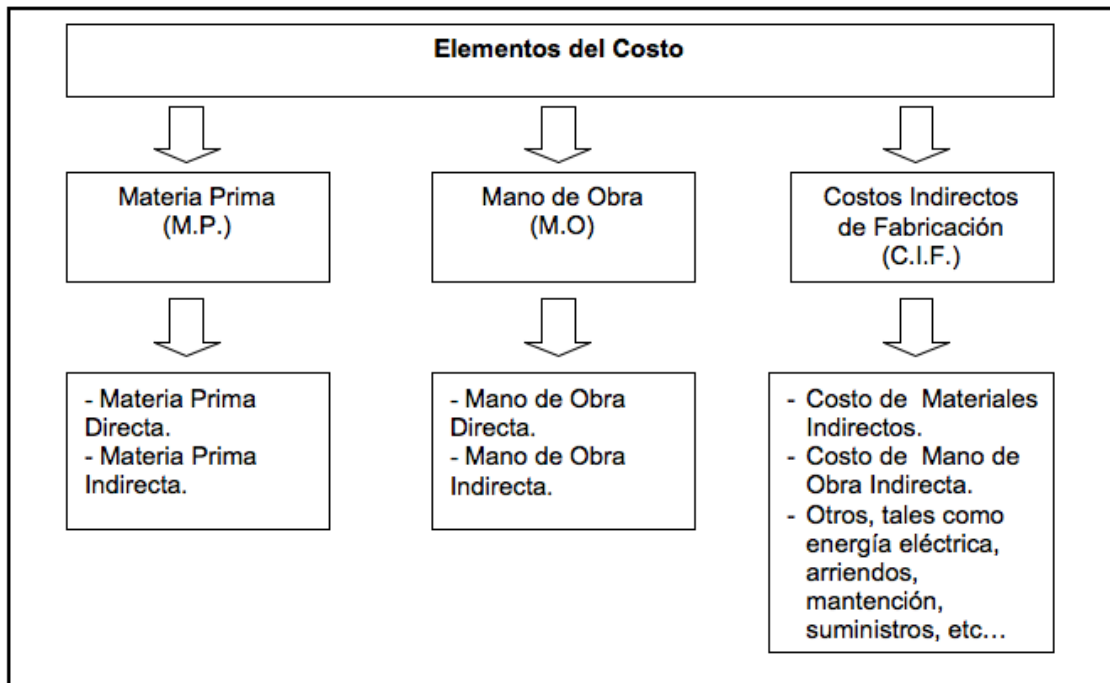 Elementos del Costo
Materia Prima
(M.P.)
Mano de Obra
(M.O)
Costos Indirectos
de Fabricación
(C.I.F.)
- Materia Prima
Directa.
- Materia Prima
Indirecta.
- Mano de Obra
Directa.
- Mano de Obra
Indirecta.
- Costo de Materiales
Indirectos.
- Costo de Mano de
Obra Indirecta.
- Otros, tales como
energía eléctrica,
arriendos,
mantención,
suministros, etc…